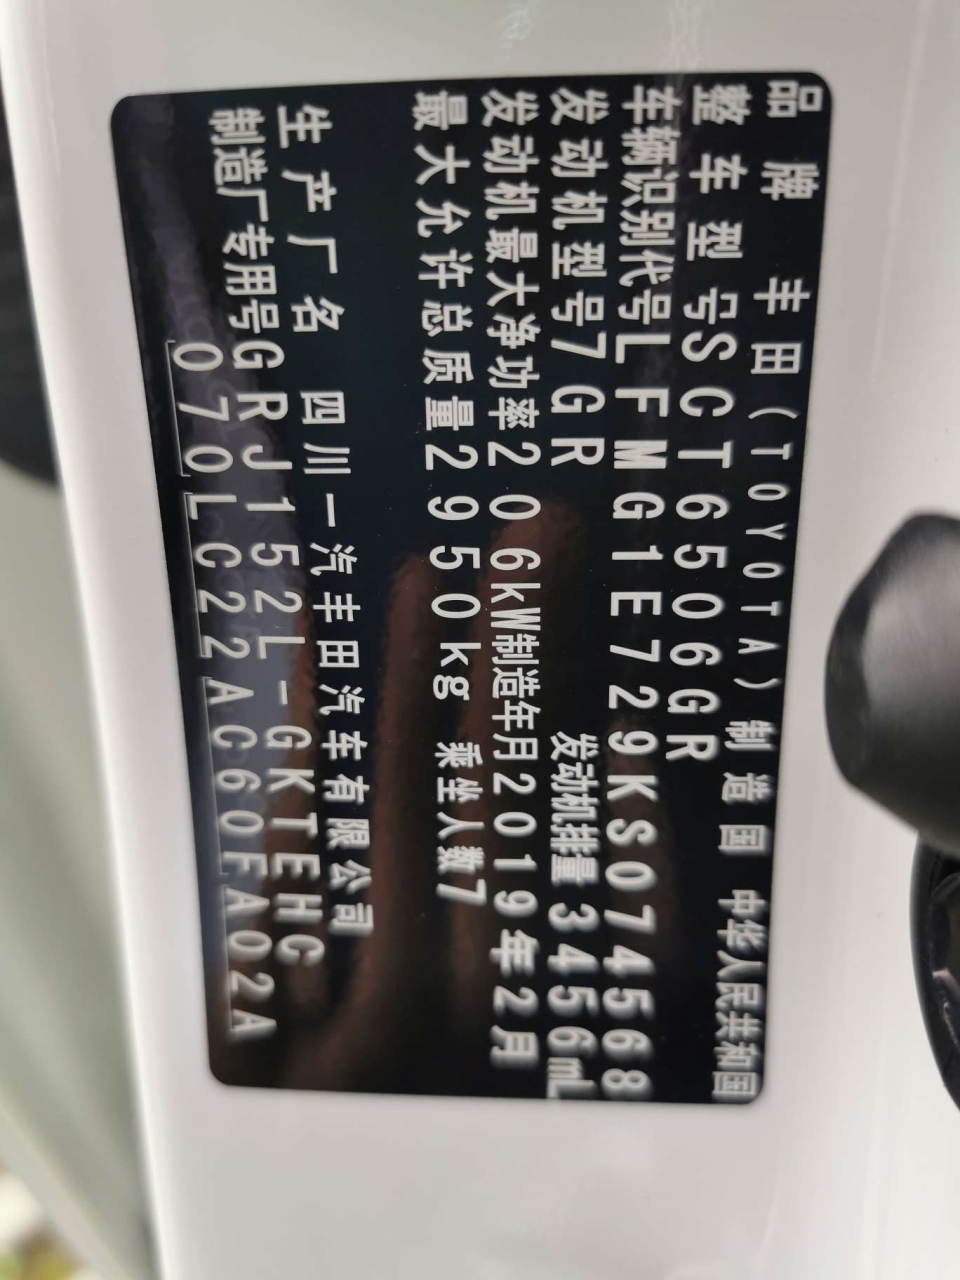 品牌 丰田(TOYOTA) 制造国 中华人民共和国
整车型号SCT6506GR
车辆识别代号LFMG1E729KS074568
发动机型号7GR 发动机排量 3456mL
发动机最大净功率206kW制造年月2019年2月
最大允许总质量2950kg 乘坐人数7
生产厂名 四川一汽丰田汽车有限公司
制造厂专用号GRJ152L-GKTEHC
070LC22AC60FA02A